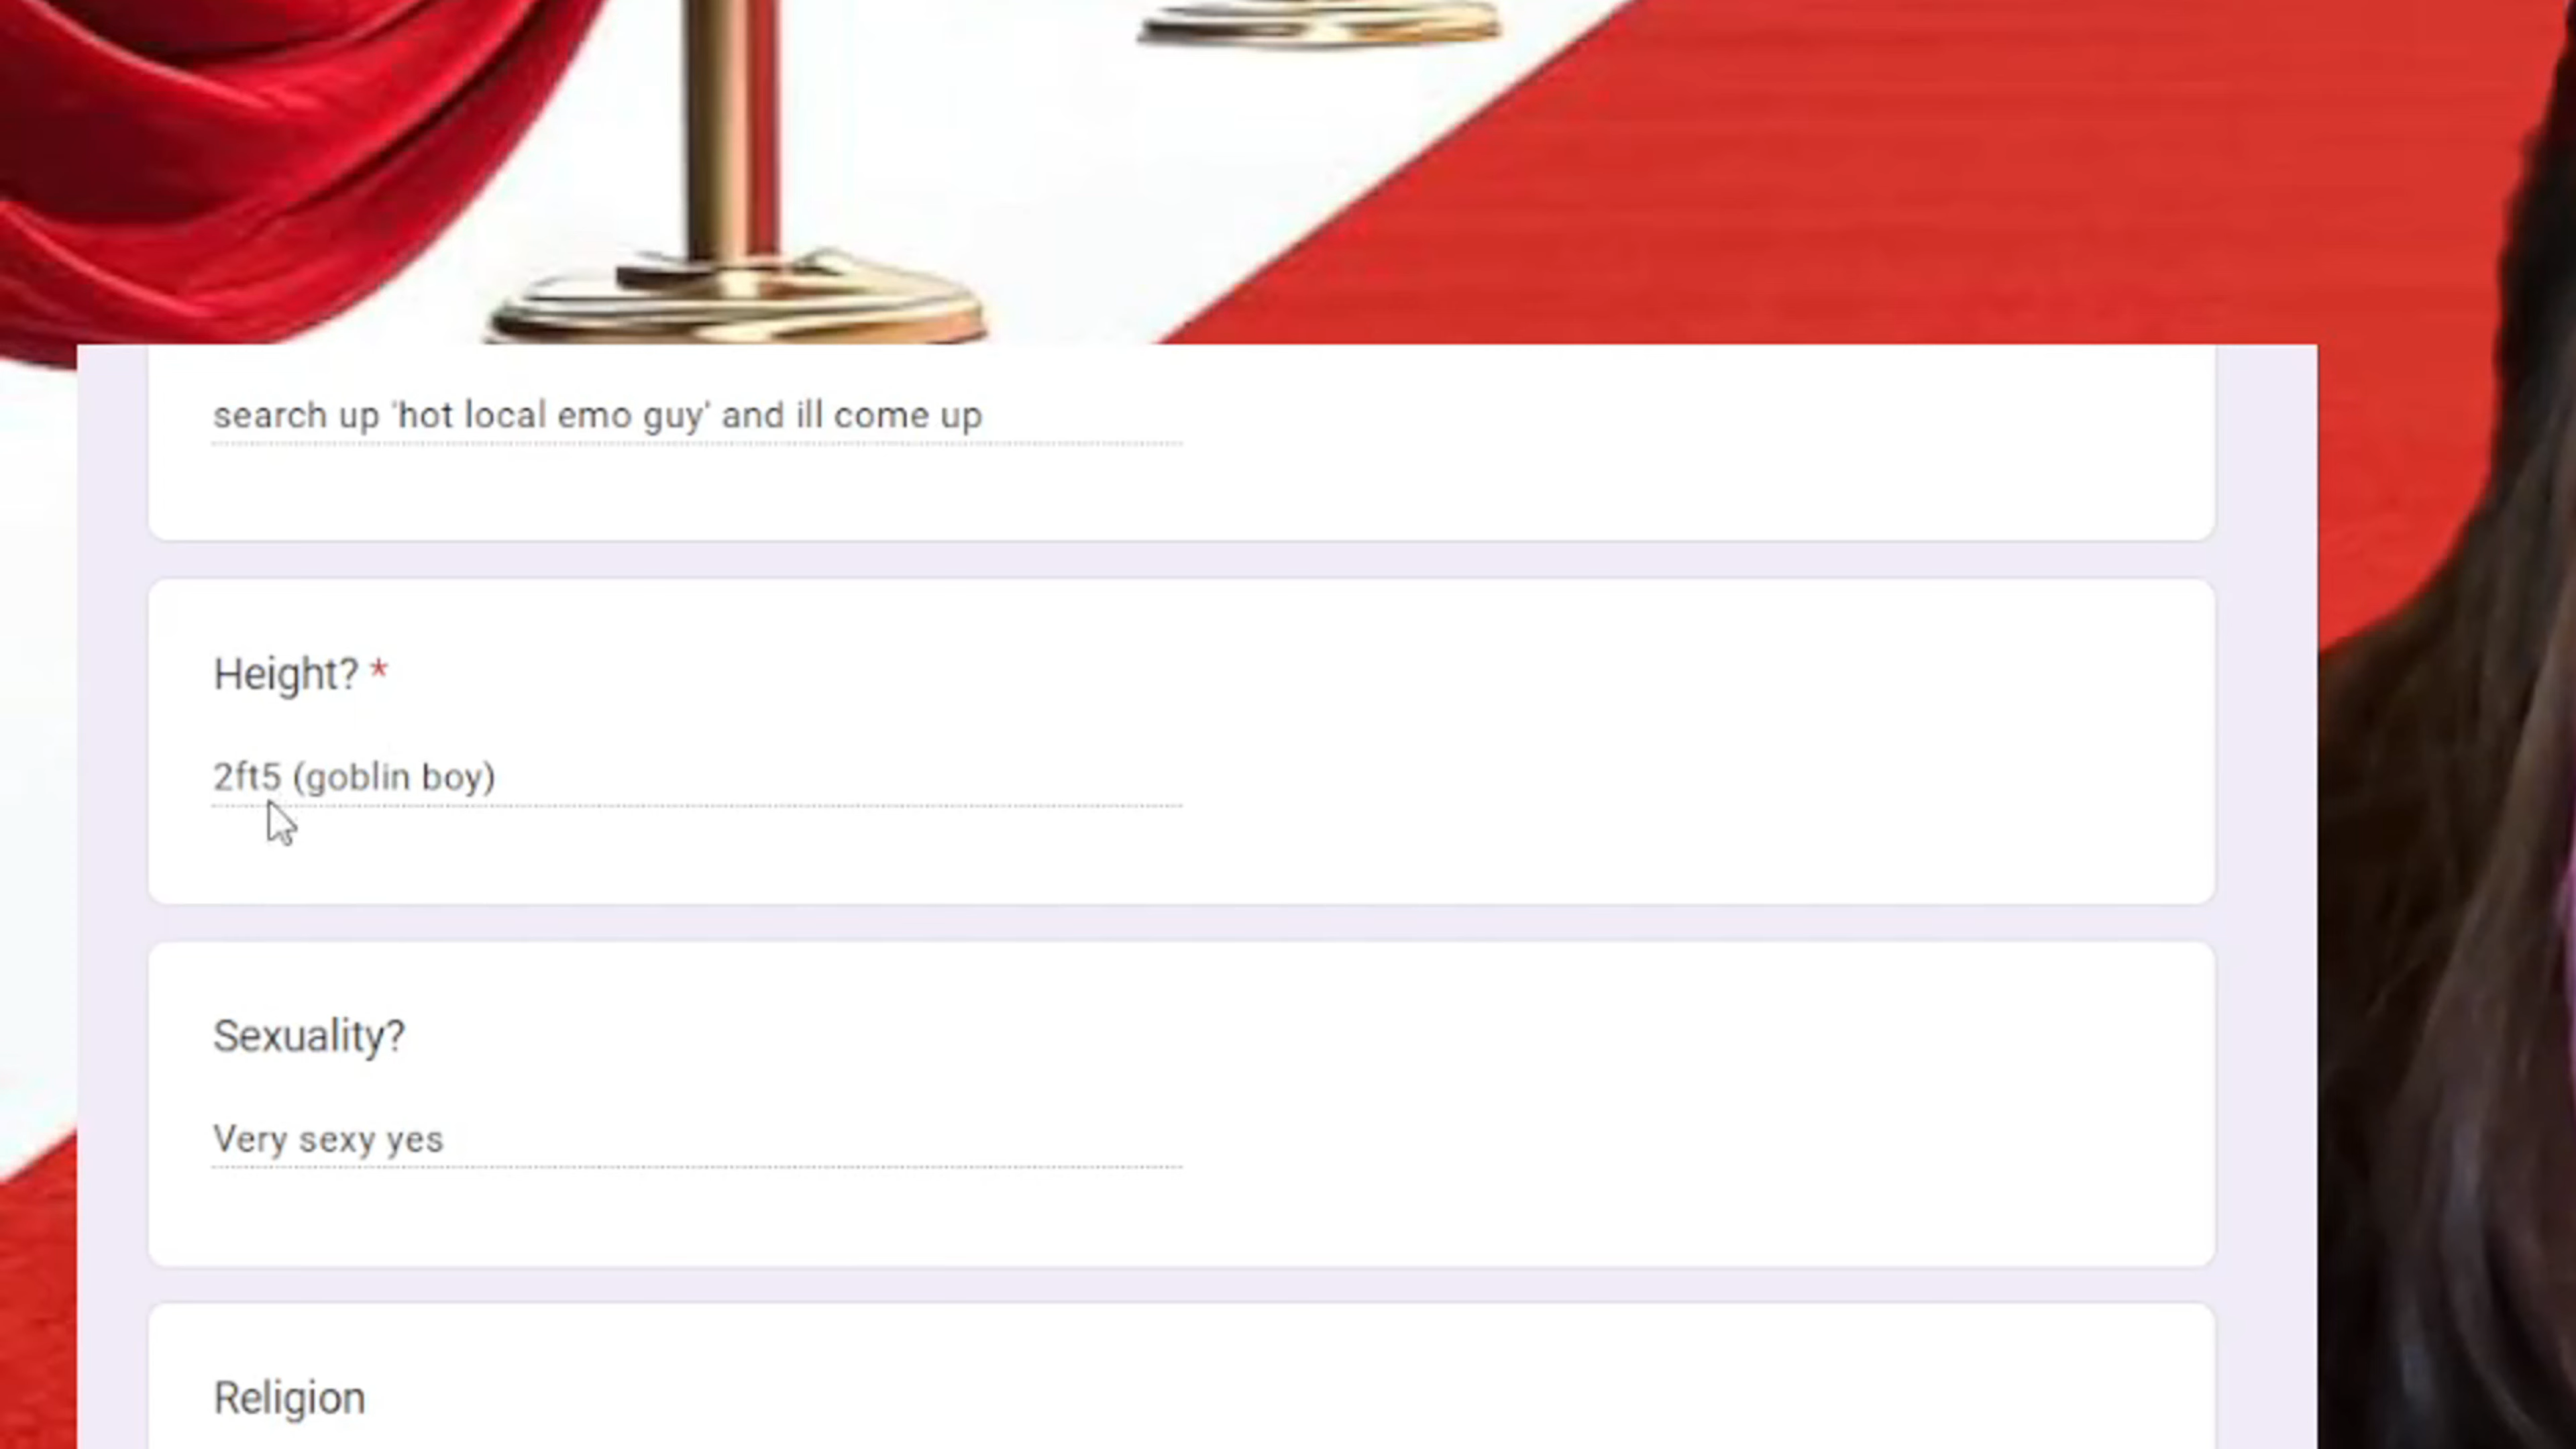 search up 'hot local emo guy' and ill come up
Height? *
2ft5 (goblin boy)
Sexuality?
Very sexy yes
Religion